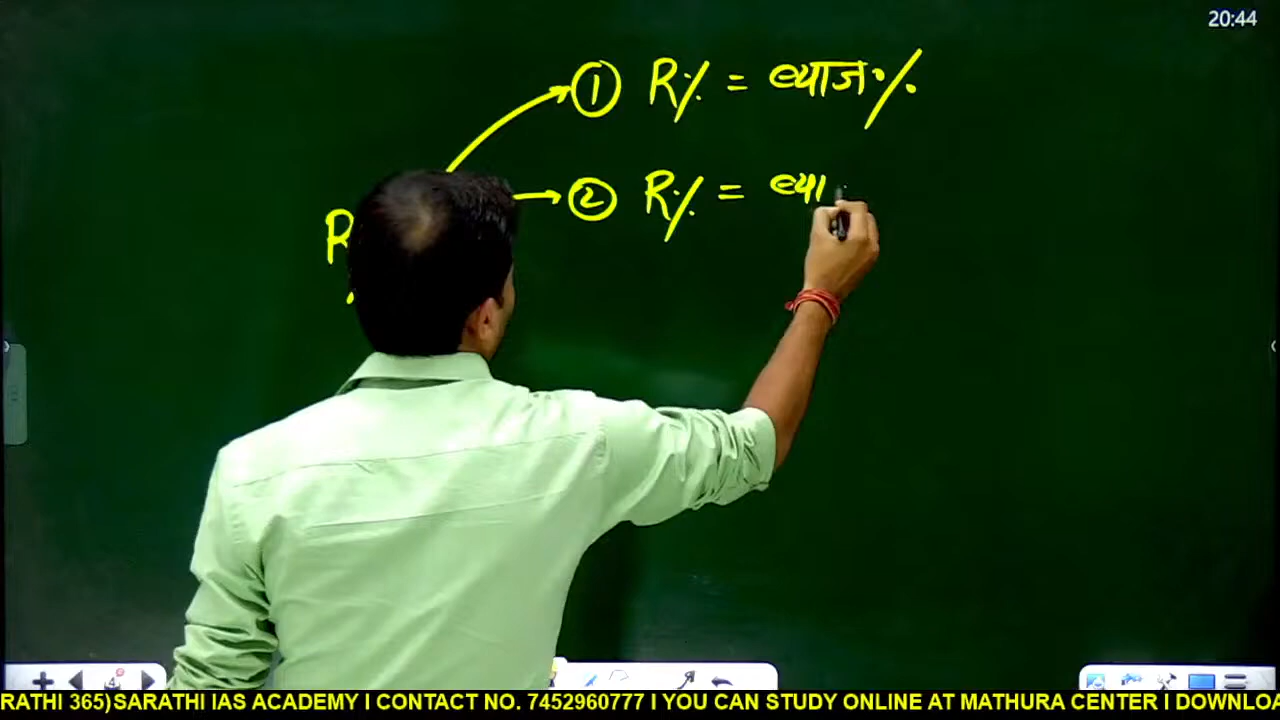 20:44
① R% = ब्याज%
② R% = ब्या
R
RATHI 365)SARATHI IAS ACADEMY I CONTACT NO. 7452960777 I YOU CAN STUDY ONLINE AT MATHURA CENTER I DOWNLOA